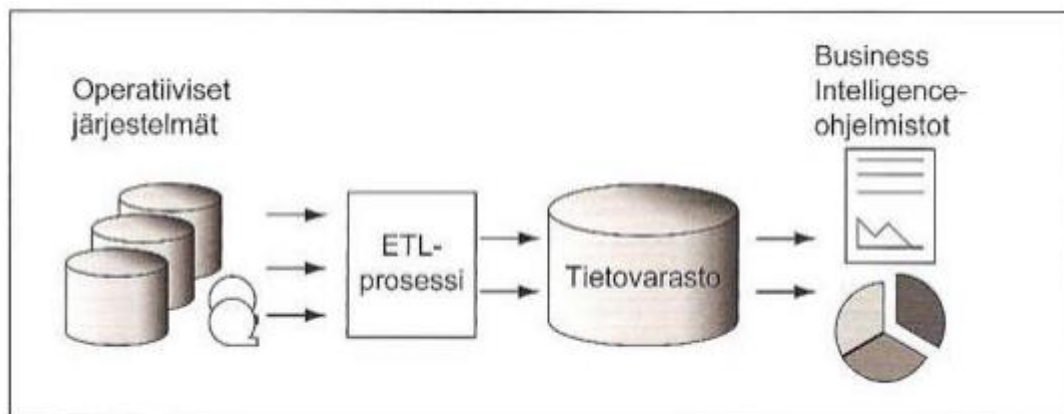 Operatiiviset
järjestelmät
ETL-
prosessi
Tietovarasto
Business
Intelligence-
ohjelmistot